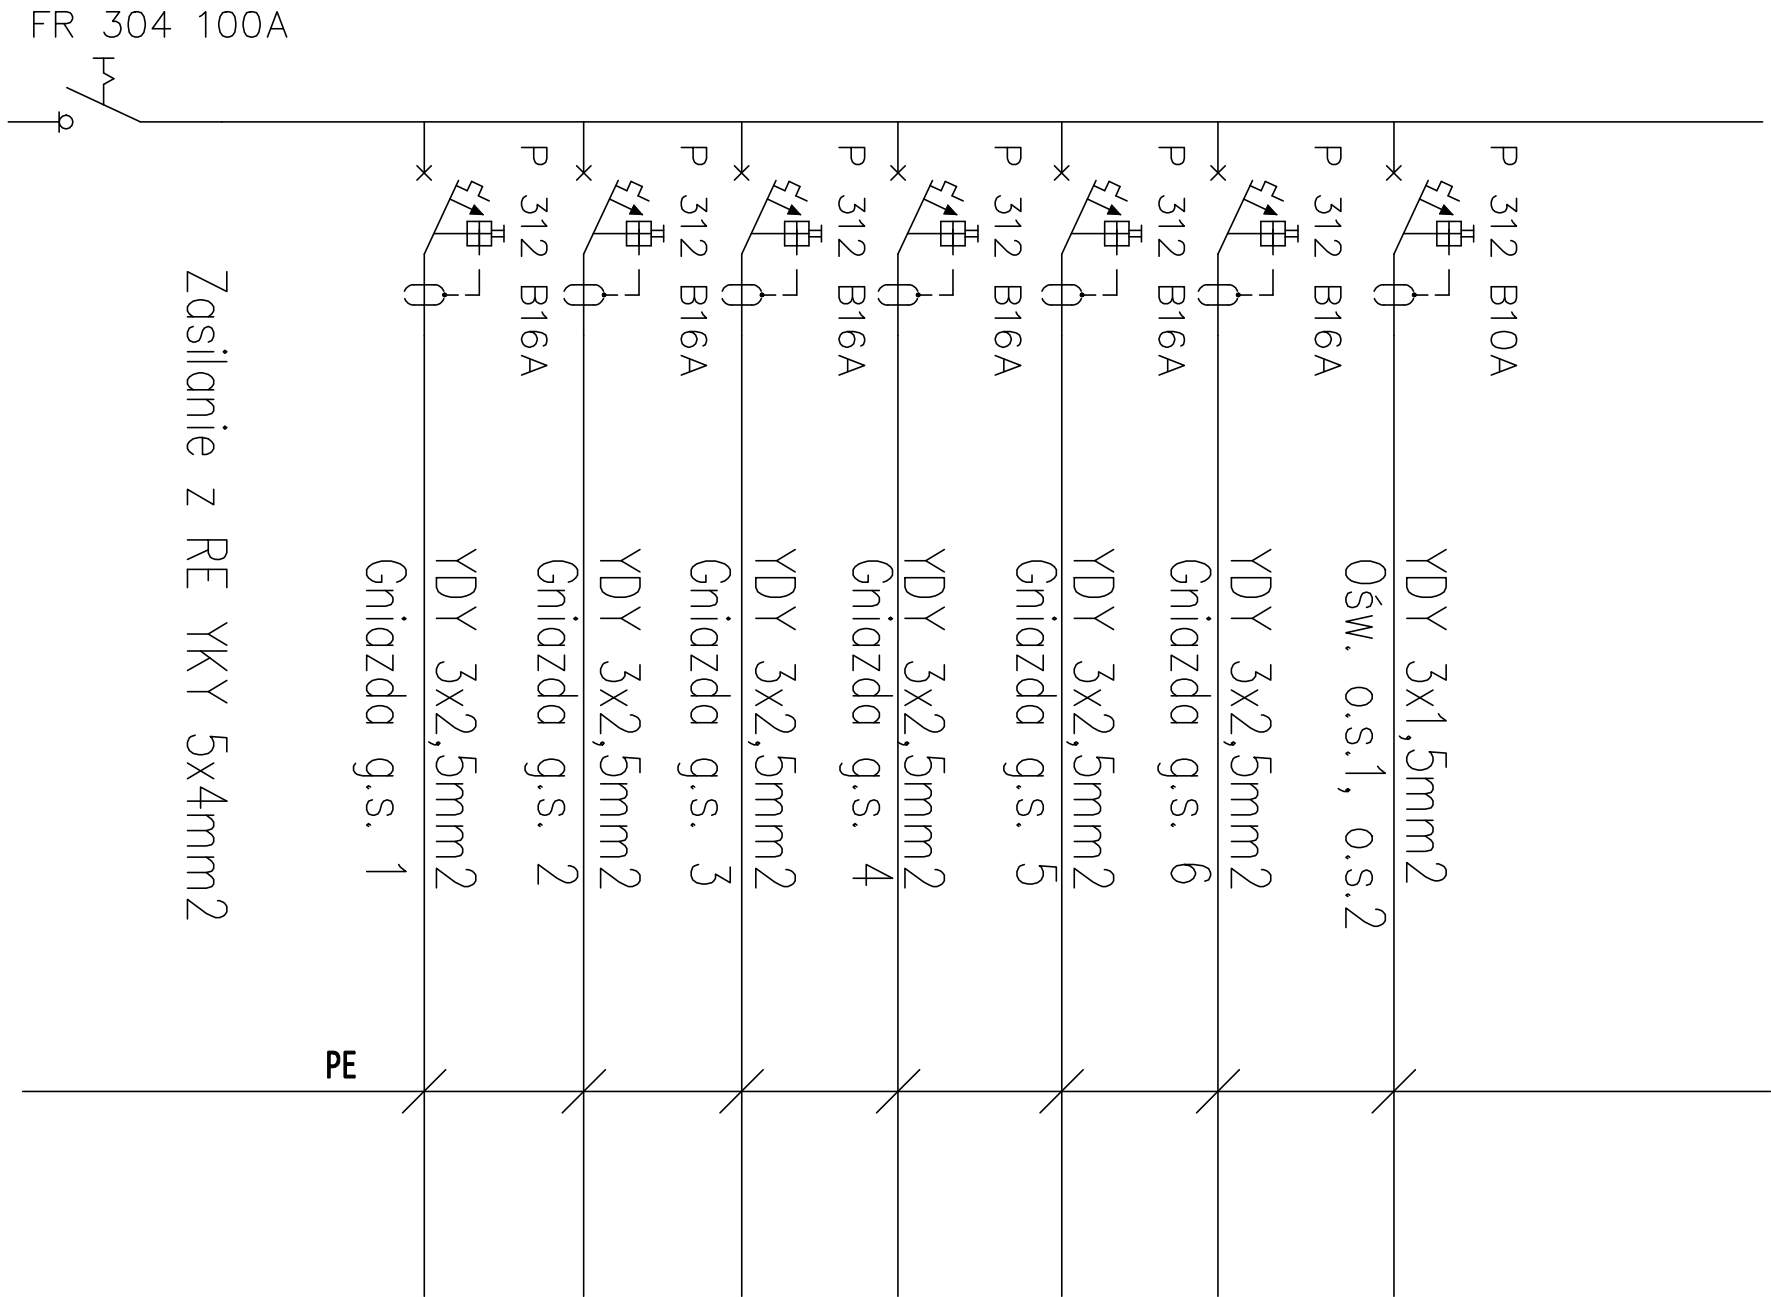 FR 304 100A
P 312 B16A
P 312 B16A
P 312 B16A
P 312 B16A
P 312 B16A
P 312 B16A
P 312 B10A
Zasilanie z RE YKY 5x4mm2
YDY 3x2,5mm2
Gniazda g.s. 1
YDY 3x2,5mm2
Gniazda g.s. 2
YDY 3x2,5mm2
Gniazda g.s. 3
YDY 3x2,5mm2
Gniazda g.s. 4
YDY 3x2,5mm2
Gniazda g.s. 5
YDY 3x2,5mm2
Gniazda g.s. 6
YDY 3x1,5mm2
Ośw. o.s.1, o.s.2
PE